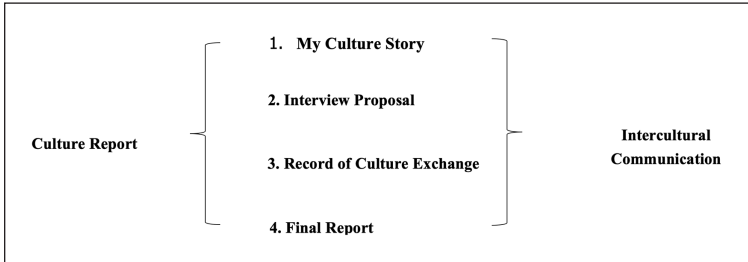 1. My Culture Story
2. Interview Proposal
Culture Report
3. Record of Culture Exchange
4. Final Report
Intercultural
Communication